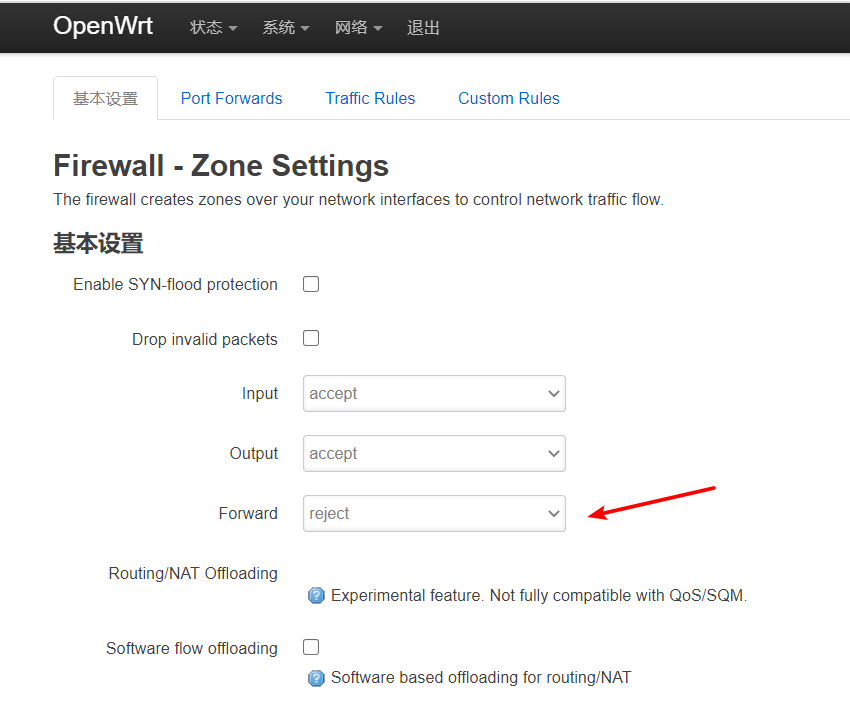 OpenWrt 状态 系统 网络 退出
基本设置 Port Forwards Traffic Rules Custom Rules
Firewall - Zone Settings
The firewall creates zones over your network interfaces to control network traffic flow.
基本设置
Enable SYN-flood protection
Drop invalid packets
Input accept
Output accept
Forward reject
Routing/NAT Offloading
Experimental feature. Not fully compatible with QoS/SQM.
Software flow offloading
Software based offloading for routing/NAT